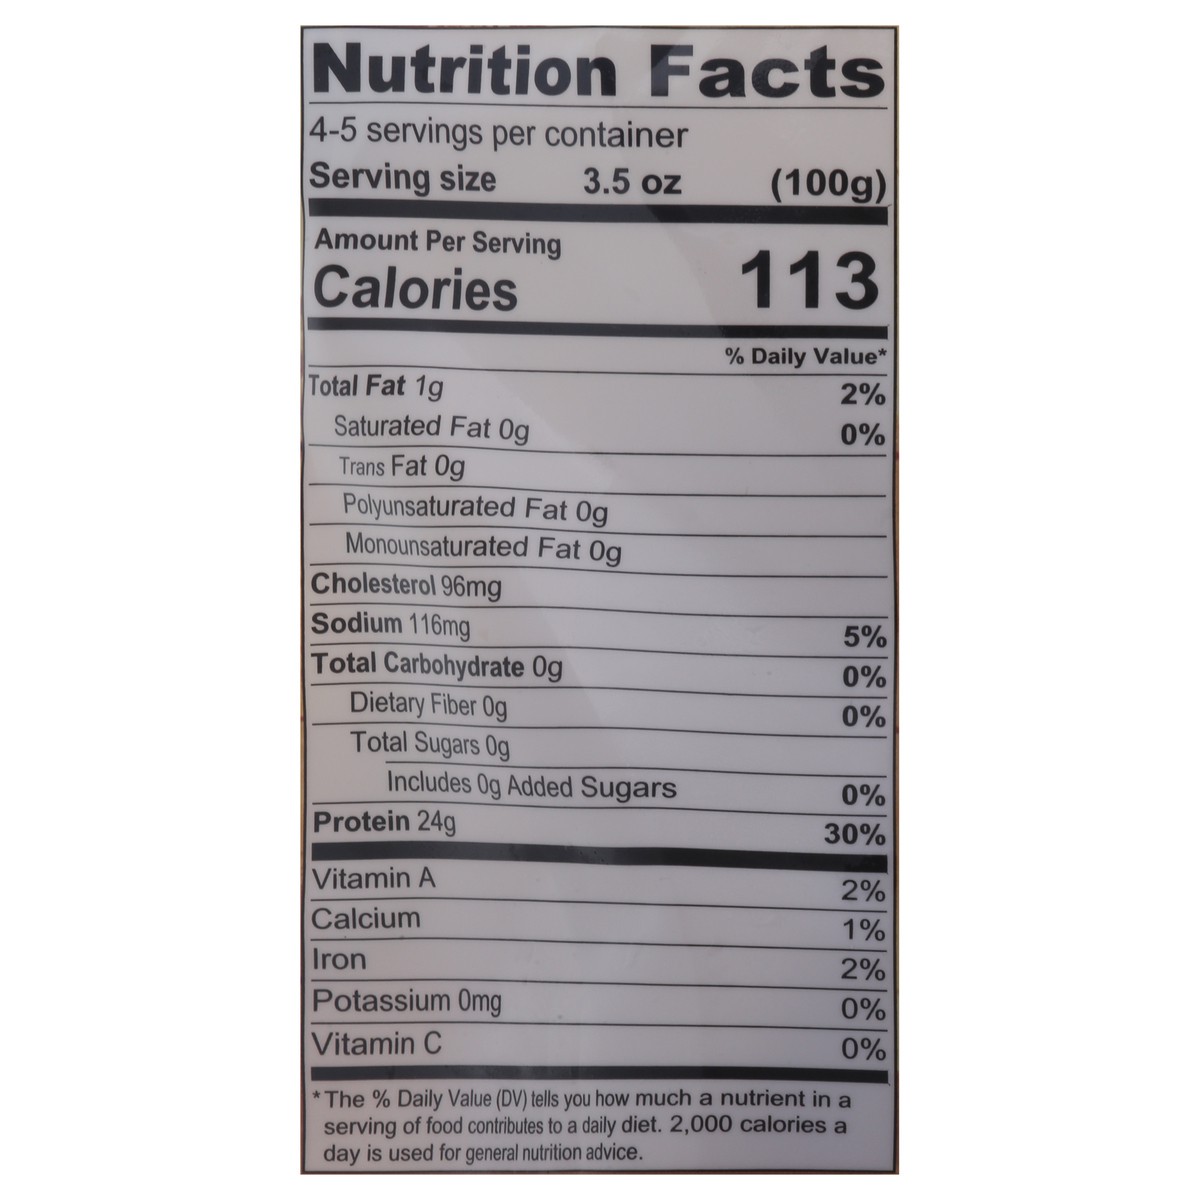 Nutrition Facts
4-5 servings per container
Serving size 3.5 oz (100g)
Amount Per Serving
Calories 113
% Daily Value*
Total Fat 1g 2%
Saturated Fat 0g 0%
Trans Fat 0g
Polyunsaturated Fat 0g
Monounsaturated Fat 0g
Cholesterol 96mg
Sodium 116mg 5%
Total Carbohydrate 0g 0%
Dietary Fiber 0g 0%
Total Sugars 0g
Includes 0g Added Sugars 0%
Protein 24g 30%
Vitamin A 2%
Calcium 1%
Iron 2%
Potassium 0mg 0%
Vitamin C 0%
*The % Daily Value (DV) tells you how much a nutrient in a
serving of food contributes to a daily diet. 2,000 calories a
day is used for general nutrition advice.